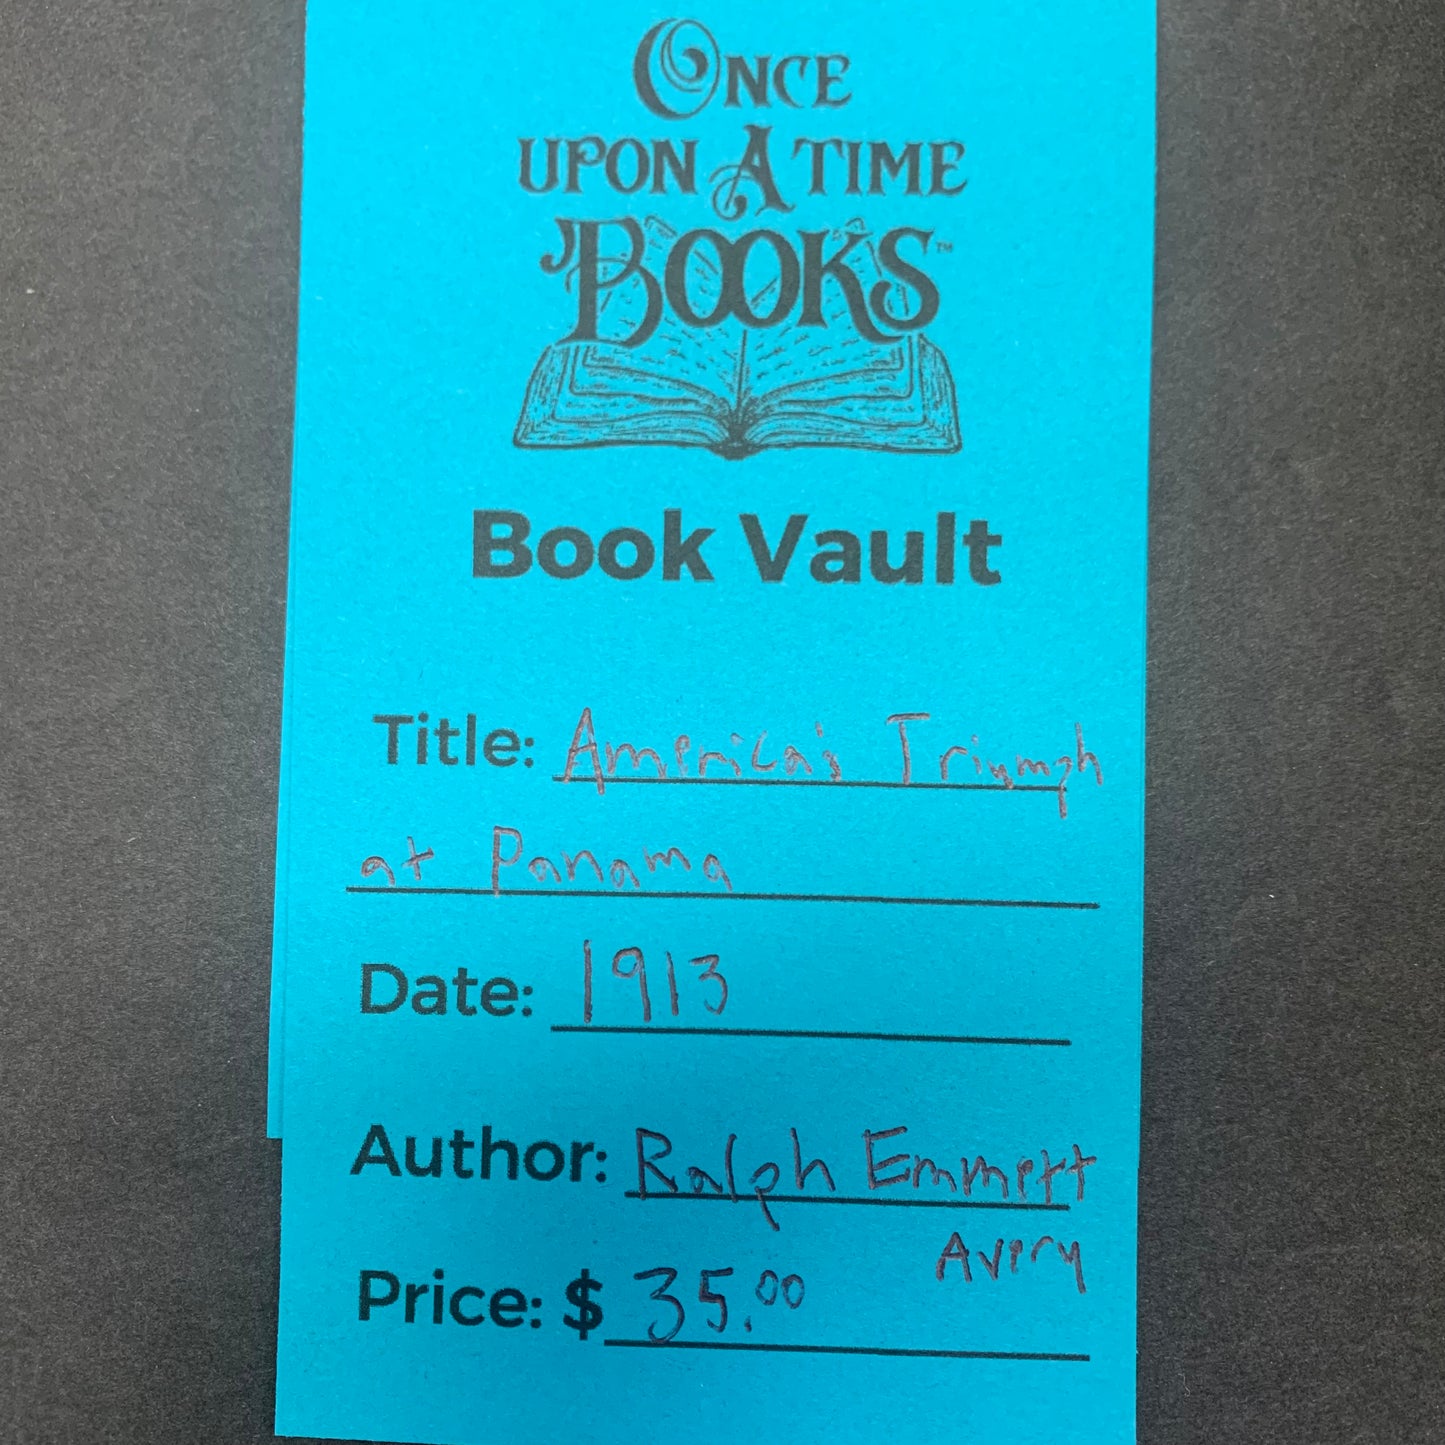 ONCE
UPON A TIME
BOOKS™
Book Vault
Title: America's Triumph
at Panama
Date: 1913
Author: Ralph Emmett
Avery
Price: $ 35.00